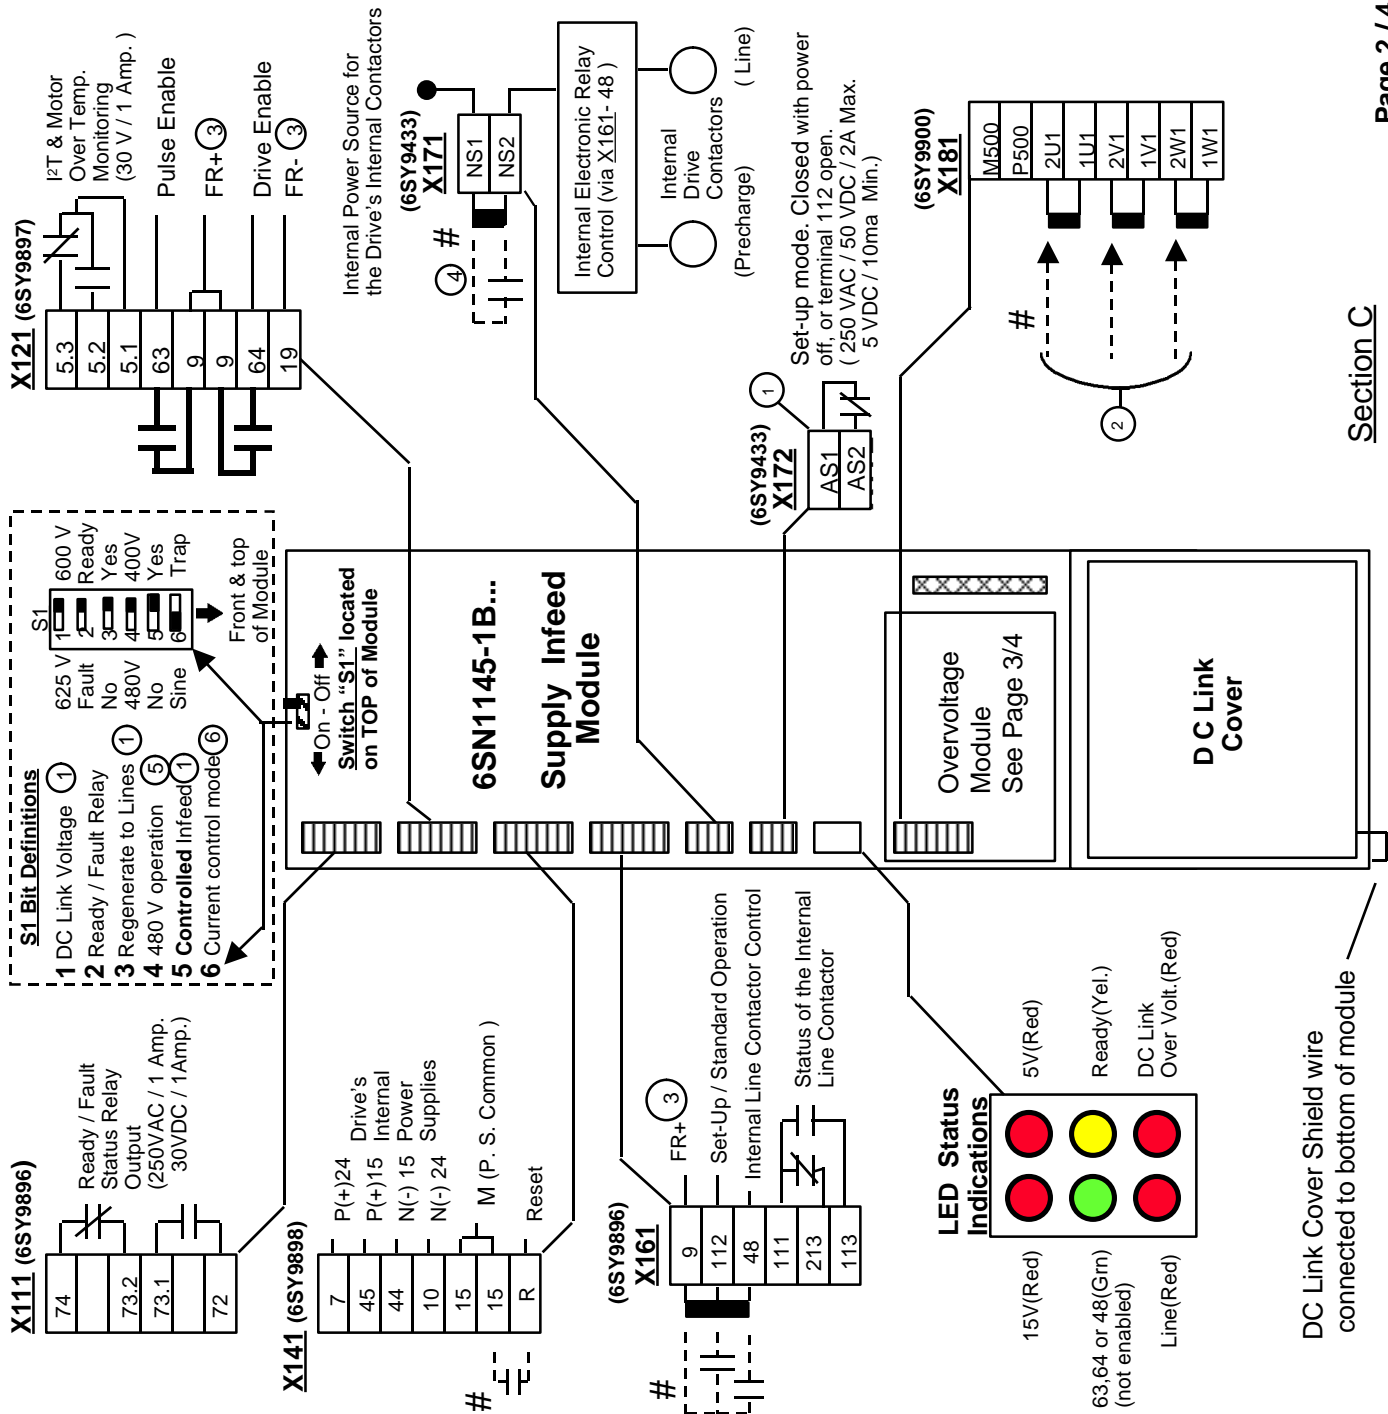 X111 (6SY9896)
74
73.2
73.1
72
Ready / Fault
Status Relay
Output
(250VAC / 1 Amp.
30VDC / 1Amp.)
S1 Bit Definitions
1 DC Link Voltage 1
2 Ready / Fault Relay
3 Regenerate to Lines 1
4 480 V operation 5
5 Controlled Infeed 1
6 Current control mode 6
S1
625 V 1 600 V
Fault 2 Ready
No 3 Yes
480V 4 400V
No 5 Yes
Sine 6 Trap
Front & top
of Module
X121 (6SY9897)
5.3
5.2
5.1
63
9
9
64
19
I²T & Motor
Over Temp.
Monitoring
(30 V / 1 Amp.)
Pulse Enable
FR+ 3
Drive Enable
FR- 3
X141 (6SY9898)
7
45
44
10
15
15
R
P(+)24
P(+)15
N(-) 15
N(-) 24
Drive's
Internal
Power
Supplies
M (P. S. Common )
Reset
#
On - Off
Switch "S1" located
on TOP of Module
6SN1145-1B...
Supply Infeed
Module
Internal Power Source for
the Drive's Internal Contactors
(6SY9433)
X171
NS1
NS2
#
4
Internal Electronic Relay
Control (via X161- 48 )
Internal
Drive
Contactors
(Precharge)
( Line)
(6SY9896)
X161
9
112
48
111
213
113
#
FR+ 3
Set-Up / Standard Operation
Internal Line Contactor Control
Status of the Internal
Line Contactor
(6SY9433)
X172
AS1
AS2
1
Set-up mode. Closed with power
off, or terminal 112 open.
( 250 VAC / 50 VDC / 2A Max.
5 VDC / 10ma Min.)
Overvoltage
Module
See Page 3/4
D C Link
Cover
(6SY9900)
X181
M500
P500
2U1
1U1
2V1
1V1
2W1
1W1
#
2
LED Status
Indications
15V(Red)
5V(Red)
63,64 or 48(Grn)
(not enabled)
Ready(Yel.)
Line(Red)
DC Link
Over Volt.(Red)
DC Link Cover Shield wire
connected to bottom of module
Section C
Page 2 / 4